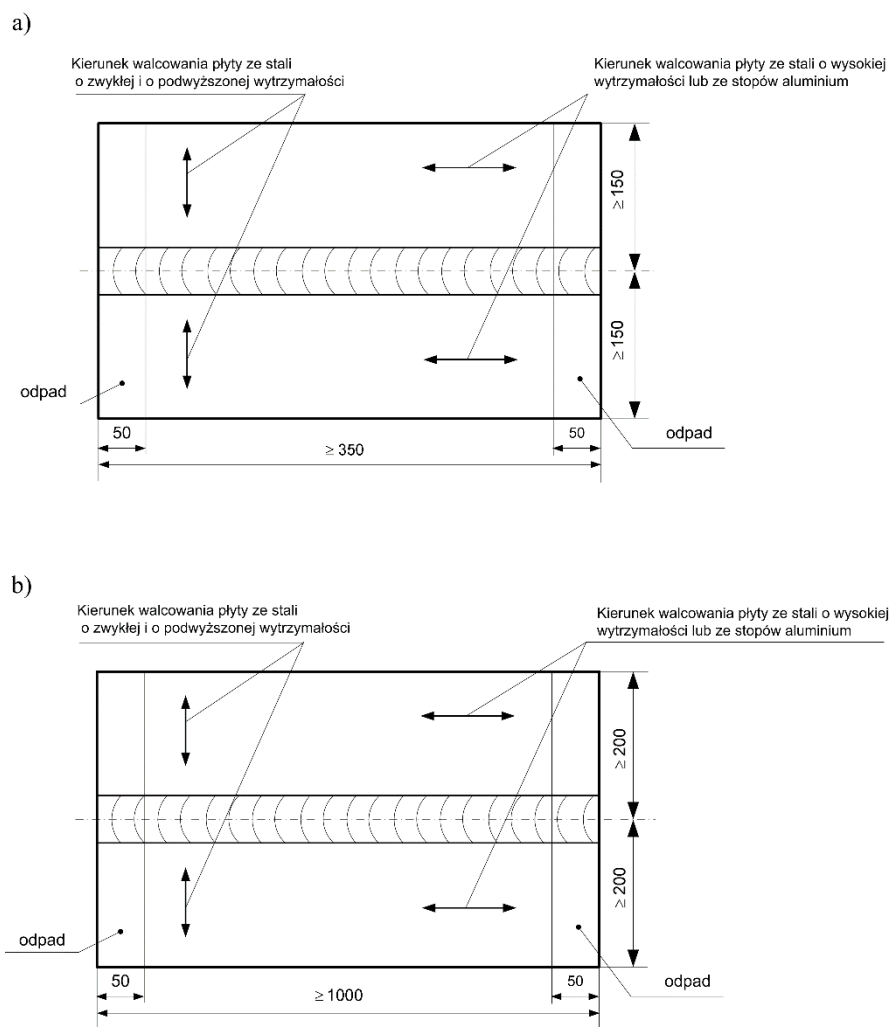 a)
Kierunek walcowania płyty ze stali
o zwykłej i o podwyższonej wytrzymałości
Kierunek walcowania płyty ze stali o wysokiej
wytrzymałości lub ze stopów aluminium
≥ 150
≥ 150
odpad
50
≥ 350
50
odpad
b)
Kierunek walcowania płyty ze stali
o zwykłej i o podwyższonej wytrzymałości
Kierunek walcowania płyty ze stali o wysokiej
wytrzymałości lub ze stopów aluminium
≥ 200
≥ 200
odpad
50
≥ 1000
50
odpad